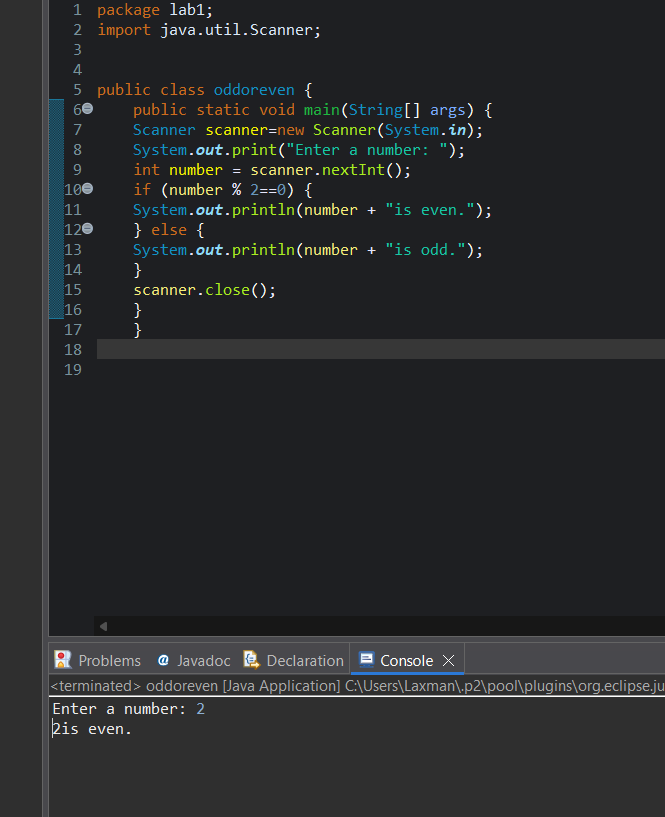 1 package lab1;
2 import java.util.Scanner;
3
4
5 public class oddoreven {
6 public static void main(String[] args) {
7 Scanner scanner=new Scanner(System.in);
8 System.out.print("Enter a number: ");
9 int number = scanner.nextInt();
10 if (number % 2==0) {
11 System.out.println(number + "is even.");
12 } else {
13 System.out.println(number + "is odd.");
14 }
15 scanner.close();
16 }
17 }
18
19
Problems @ Javadoc Declaration Console
<terminated> oddoreven [Java Application] C:\Users\Laxman\.p2\pool\plugins\org.eclipse.ju
Enter a number: 2
2is even.